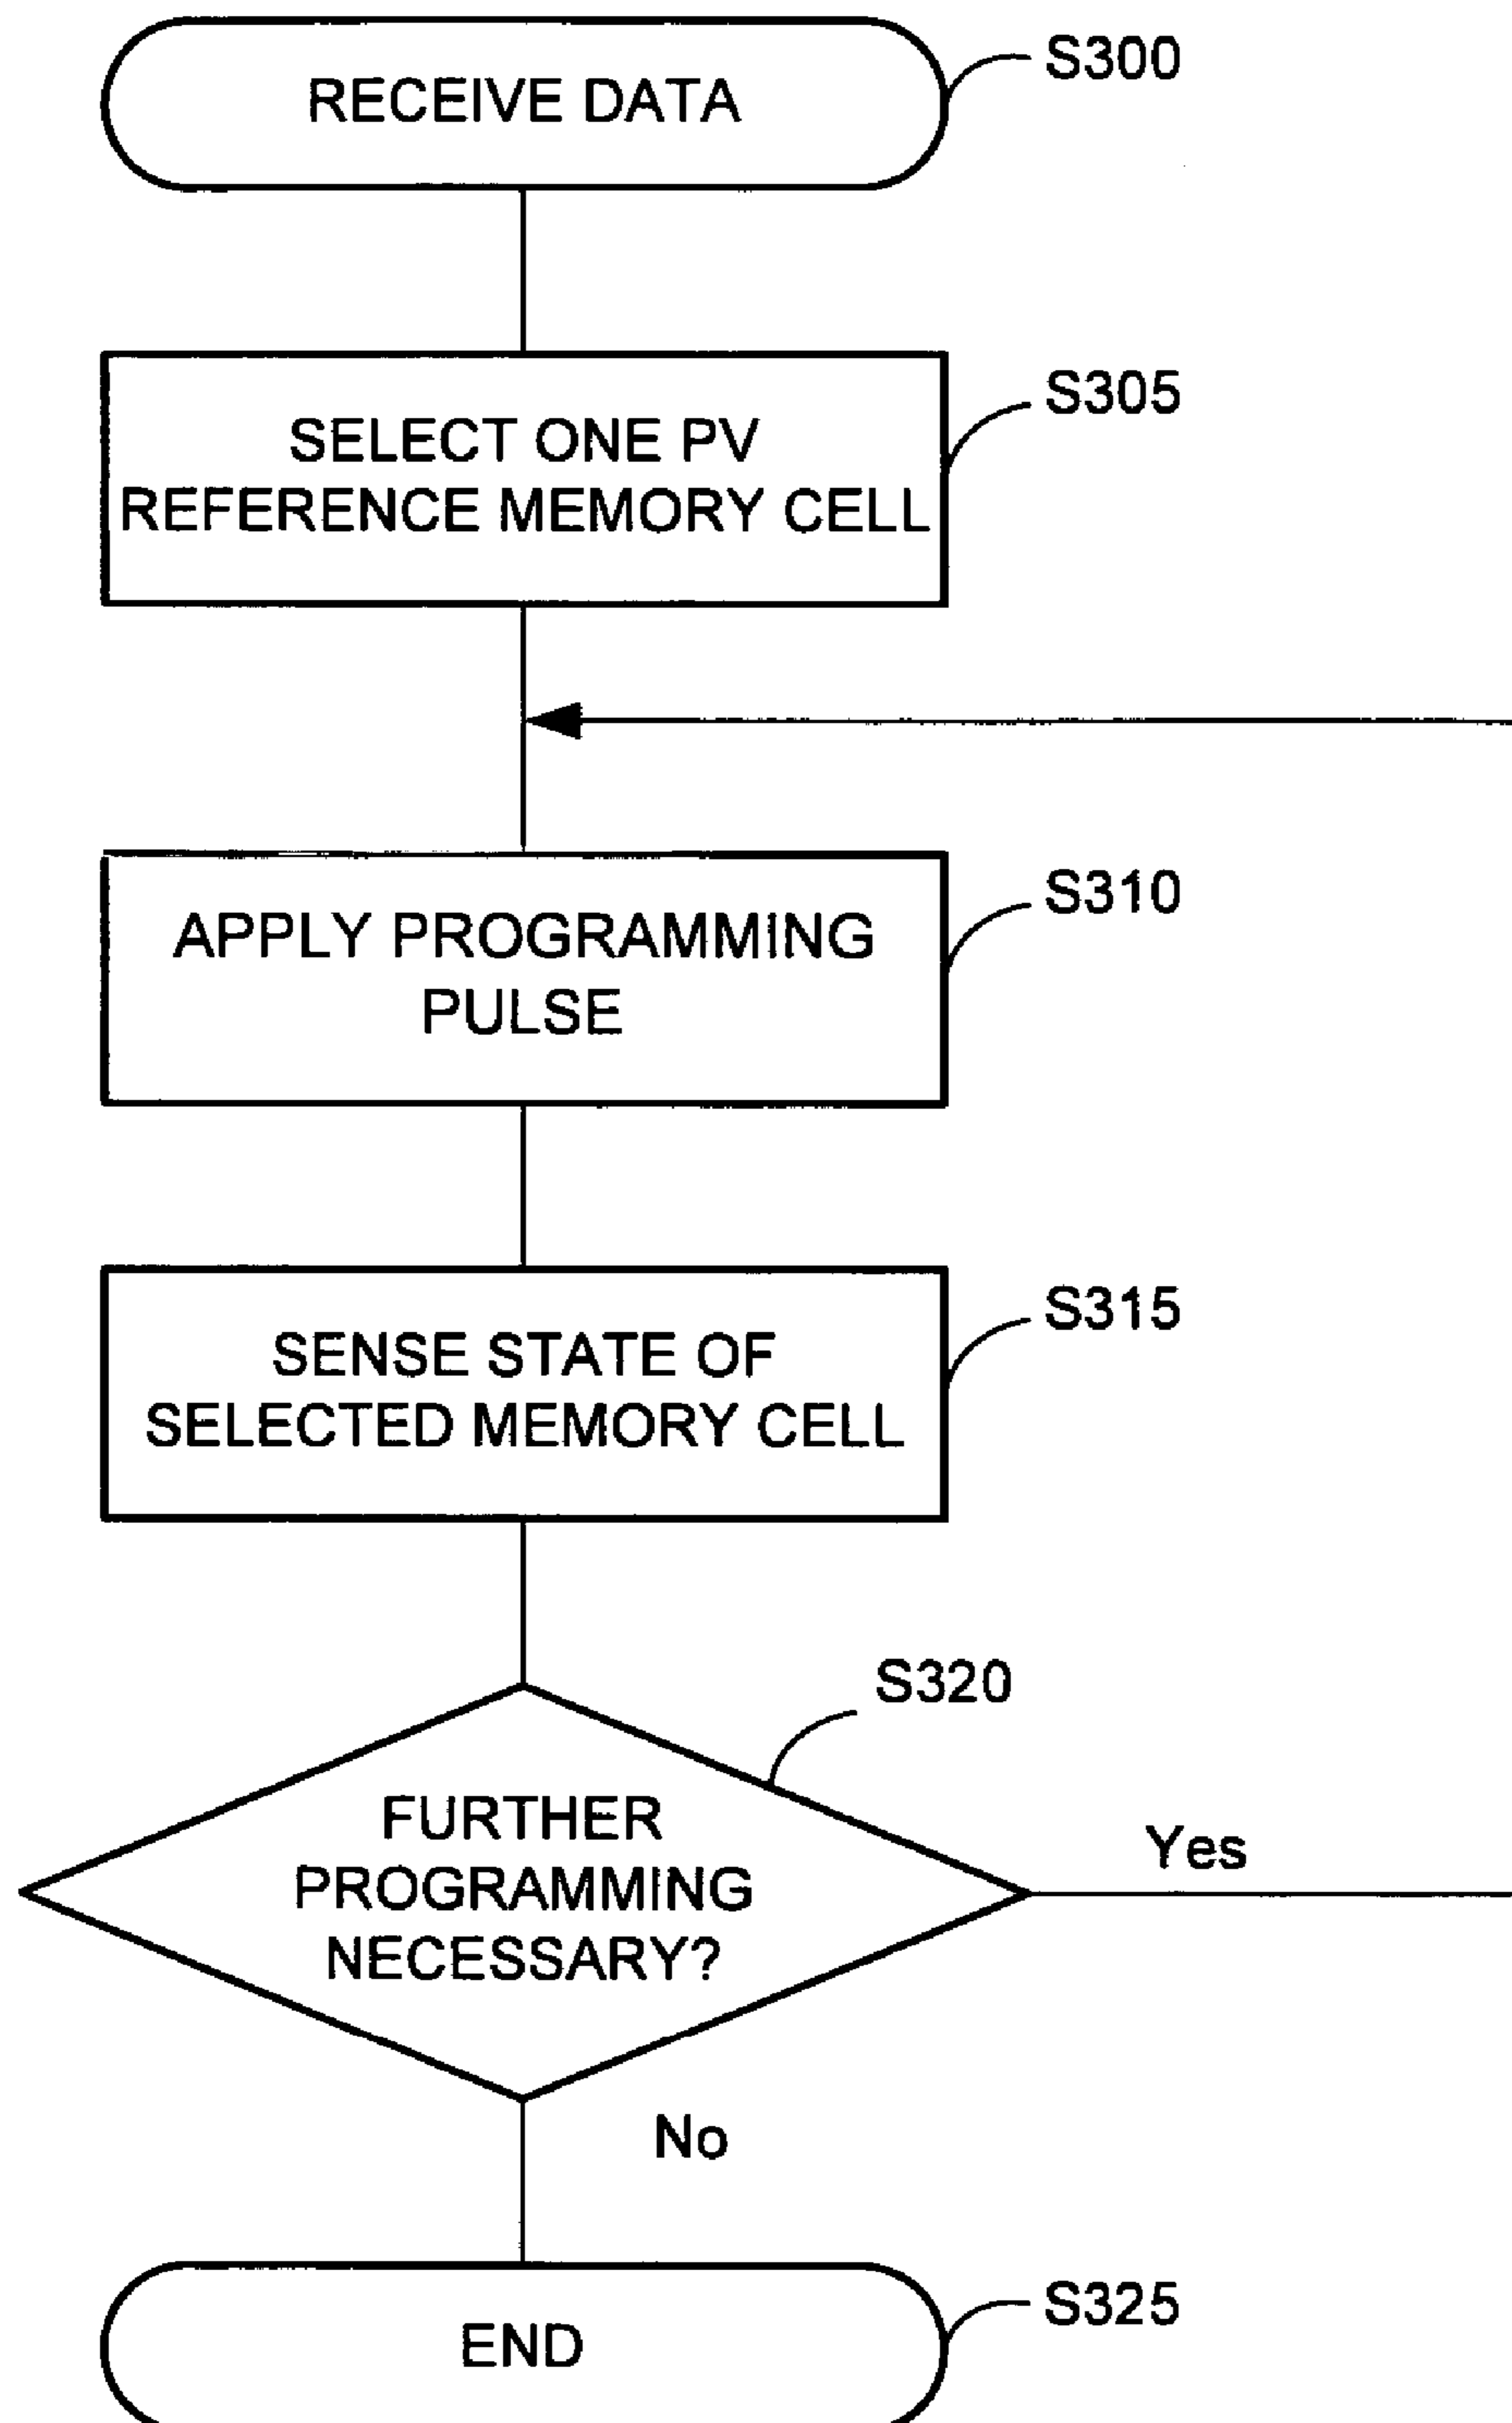 RECEIVE DATA
S300
SELECT ONE PV
REFERENCE MEMORY CELL
S305
APPLY PROGRAMMING
PULSE
S310
SENSE STATE OF
SELECTED MEMORY CELL
S315
S320
FURTHER
PROGRAMMING
NECESSARY?
Yes
No
END
S325